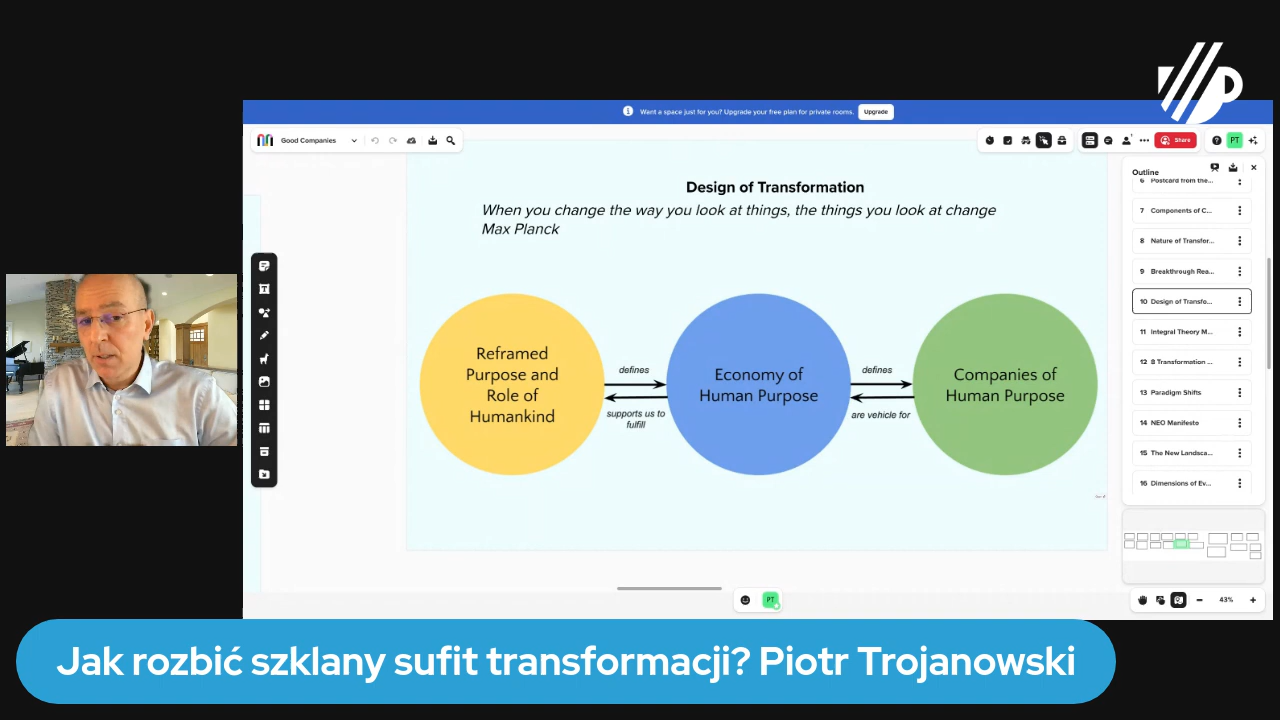 Want a space just for you? Upgrade your free plan for private rooms.
Upgrade
Good Companies
Share
PT
Design of Transformation
When you change the way you look at things, the things you look at change
Max Planck
Reframed
Purpose and
Role of
Humankind
defines
supports us to
fulfill
Economy of
Human Purpose
defines
are vehicle for
Companies of
Human Purpose
Outline
6 Postcard from the...
7 Components of C...
8 Nature of Transfor...
9 Breakthrough Rea...
10 Design of Transfo...
11 Integral Theory M...
12 8 Transformation ...
13 Paradigm Shifts
14 NEO Manifesto
15 The New Landsca...
16 Dimensions of Ev...
PT
43%
Jak rozbić szklany sufit transformacji? Piotr Trojanowski